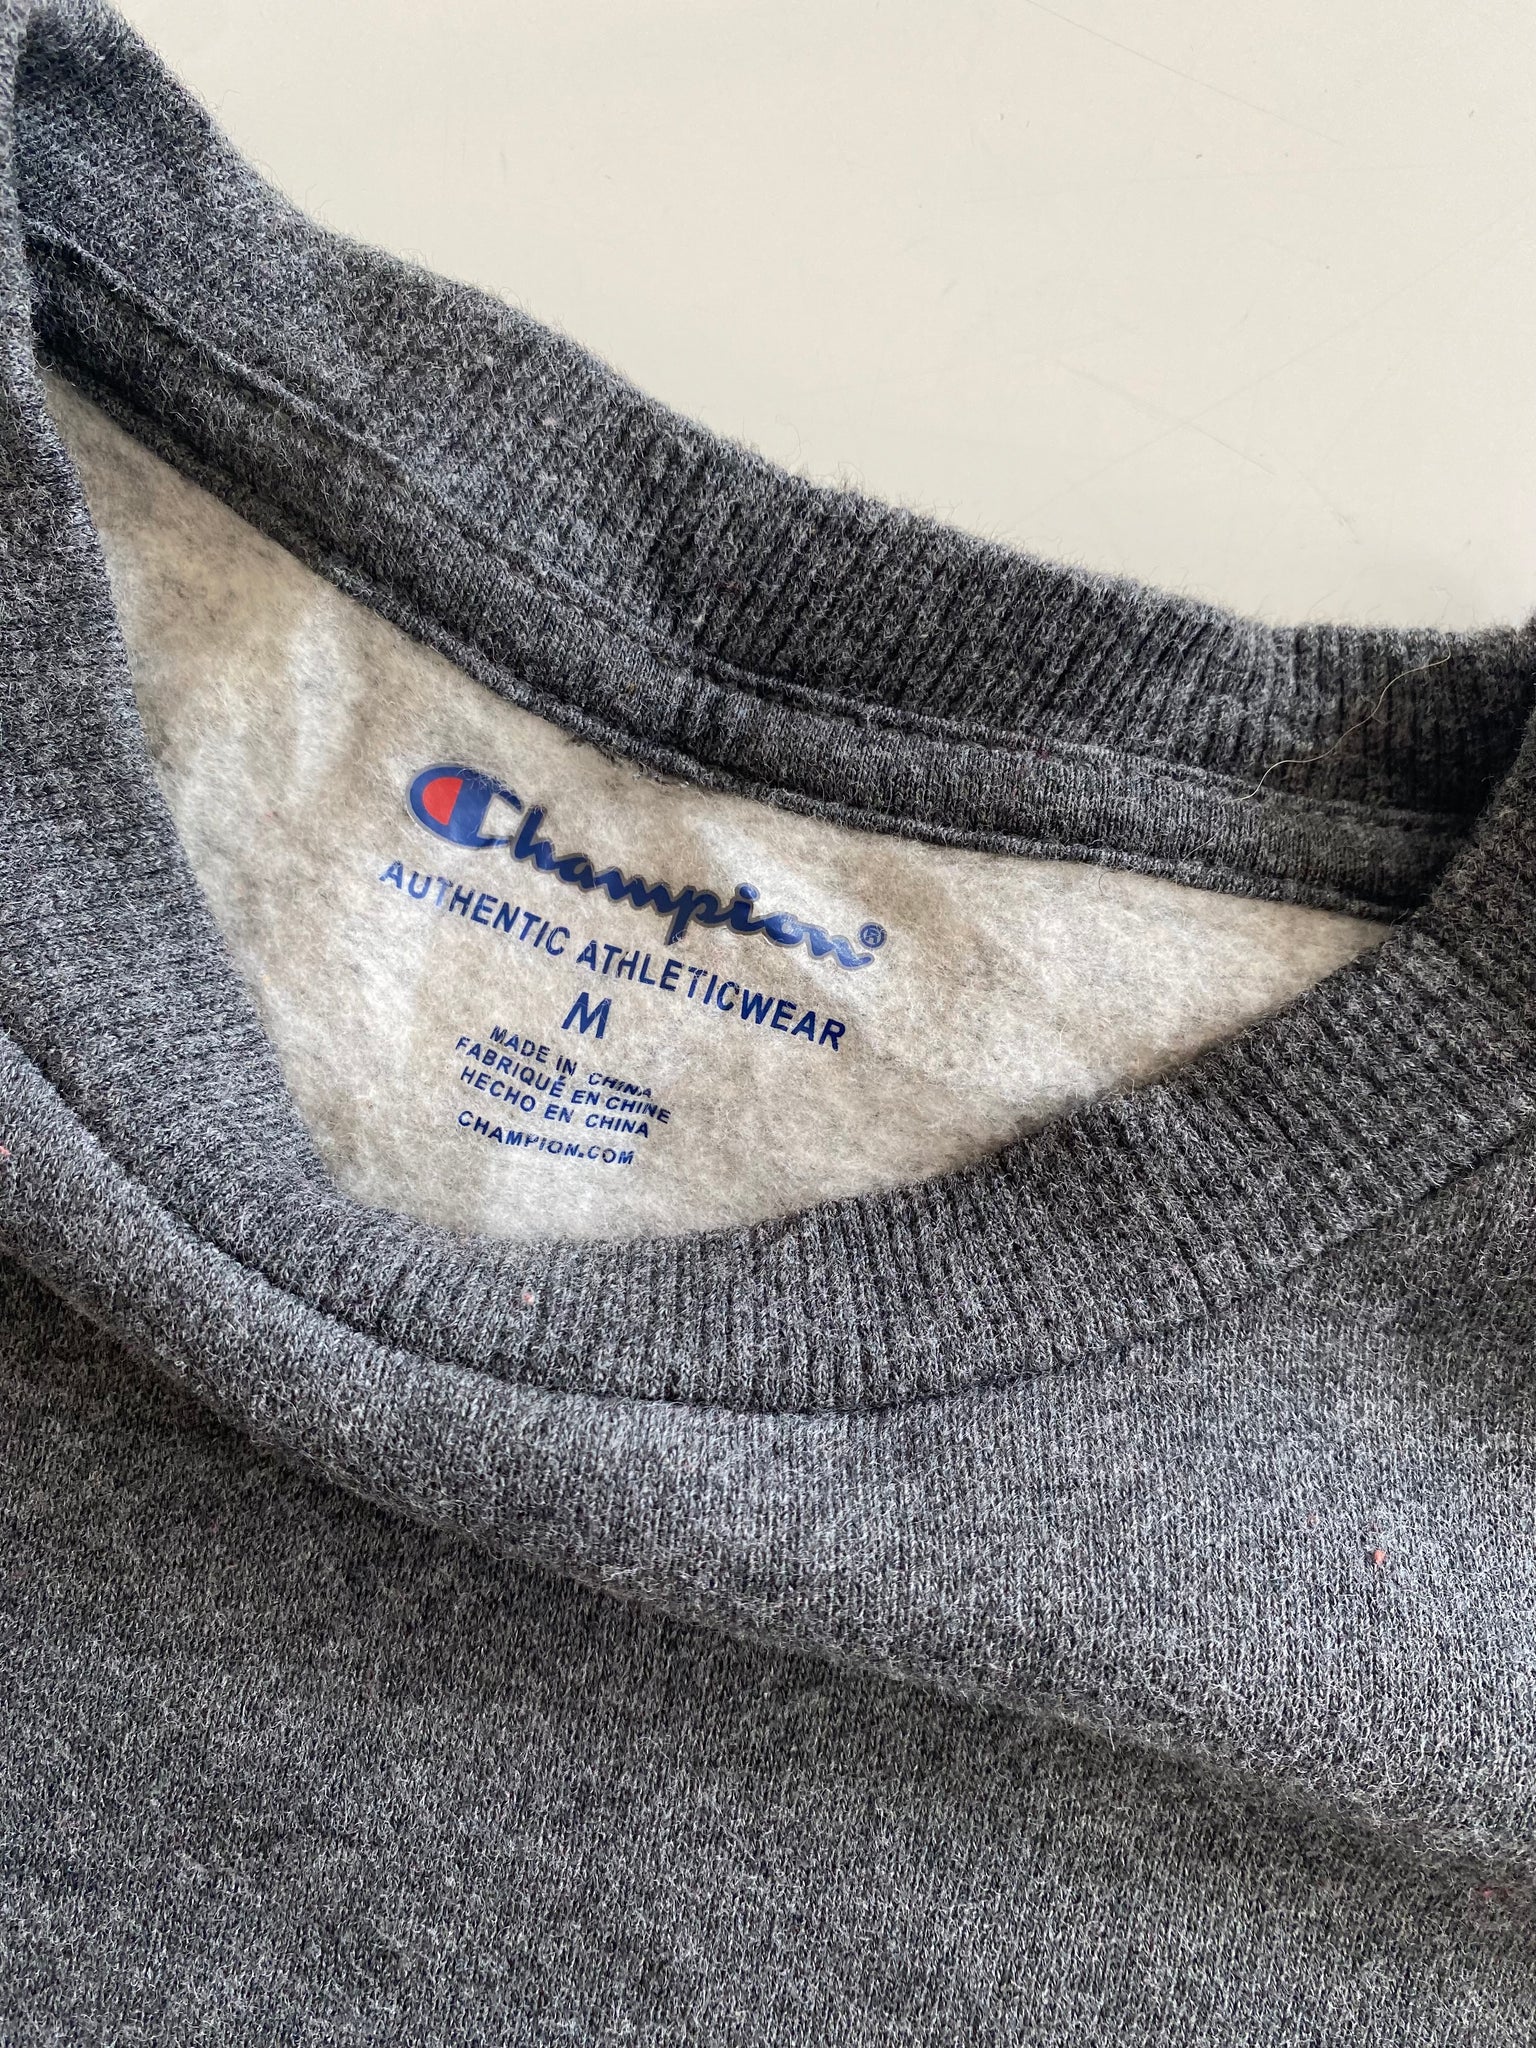 Champion®
AUTHENTIC ATHLETICWEAR
M
MADE IN CHINA
FABRIQUÉ EN CHINE
HECHO EN CHINA
CHAMPION.COM